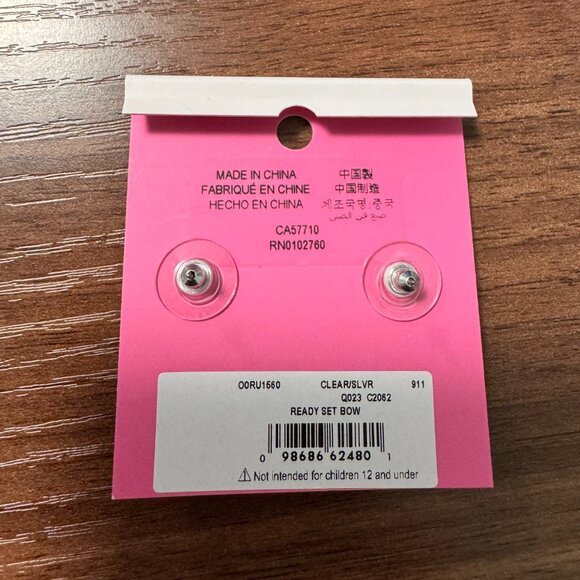 MADE IN CHINA
FABRIQUÉ EN CHINE
HECHO EN CHINA
中国製
中国制造
제조국명.중국
صنع في الصين
CA57710
RN0102760
O0RU1560 CLEAR/SLVR 911
Q023 C2062
READY SET BOW
0 98686 62480 1
⚠ Not intended for children 12 and under